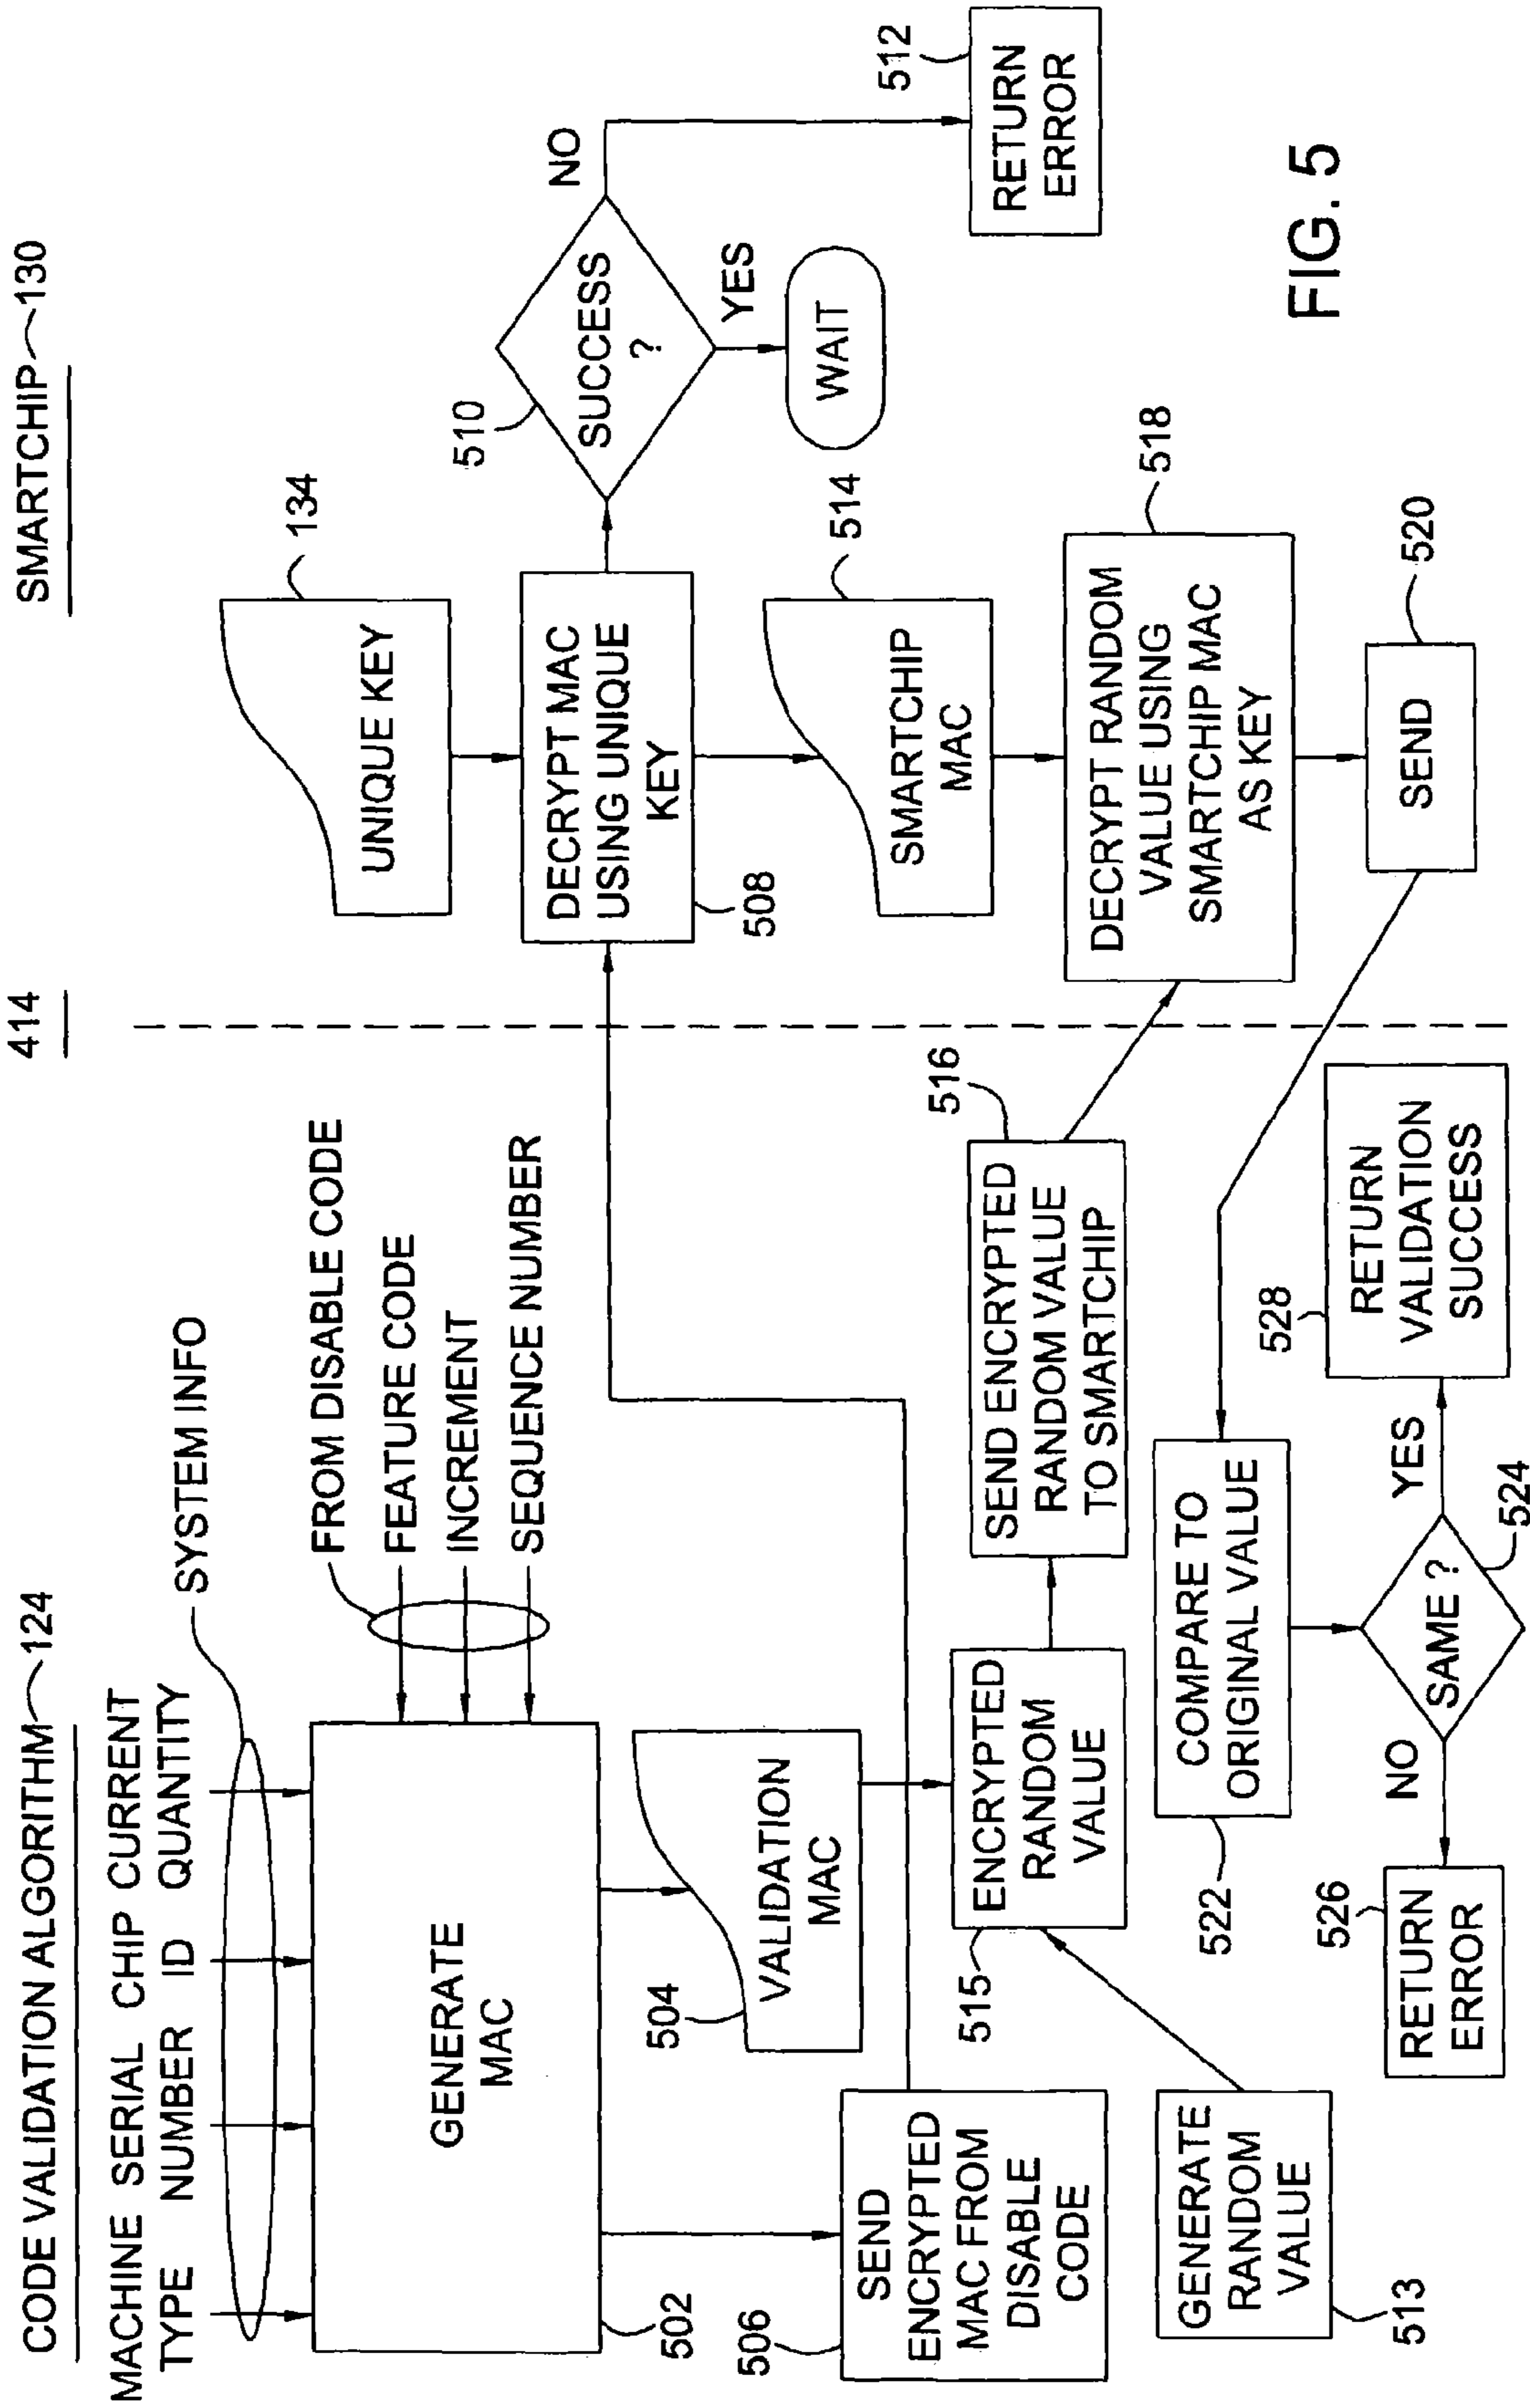 414
CODE VALIDATION ALGORITHM 124
SMARTCHIP 130
MACHINE SERIAL CHIP CURRENT
TYPE NUMBER ID QUANTITY
SYSTEM INFO
FROM DISABLE CODE
FEATURE CODE
INCREMENT
SEQUENCE NUMBER
GENERATE
MAC
502
504
VALIDATION
MAC
506
SEND
ENCRYPTED
MAC FROM
DISABLE
CODE
GENERATE
RANDOM
VALUE
513
515
ENCRYPTED
RANDOM
VALUE
516
SEND ENCRYPTED
RANDOM VALUE
TO SMARTCHIP
522
COMPARE TO
ORIGINAL VALUE
SAME ?
524
NO
YES
526
RETURN
ERROR
528
RETURN
VALIDATION
SUCCESS
134
UNIQUE KEY
DECRYPT MAC
USING UNIQUE
KEY
508
510
SUCCESS
?
NO
YES
WAIT
512
RETURN
ERROR
514
SMARTCHIP
MAC
518
DECRYPT RANDOM
VALUE USING
SMARTCHIP MAC
AS KEY
520
SEND
FIG. 5